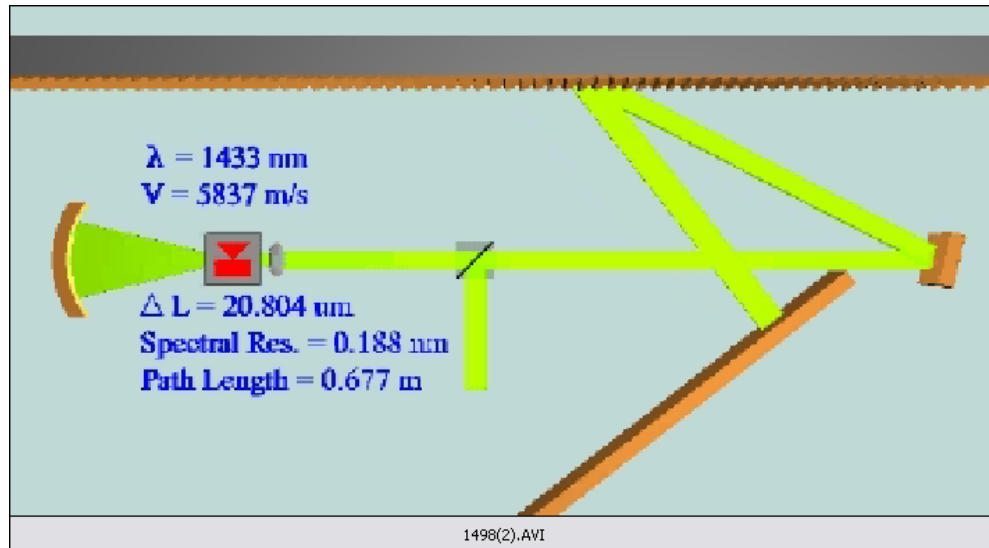 λ = 1433 nm
V = 5837 m/s
△ L = 20.804 um
Spectral Res. = 0.188 nm
Path Length = 0.677 m
1498(2).AVI